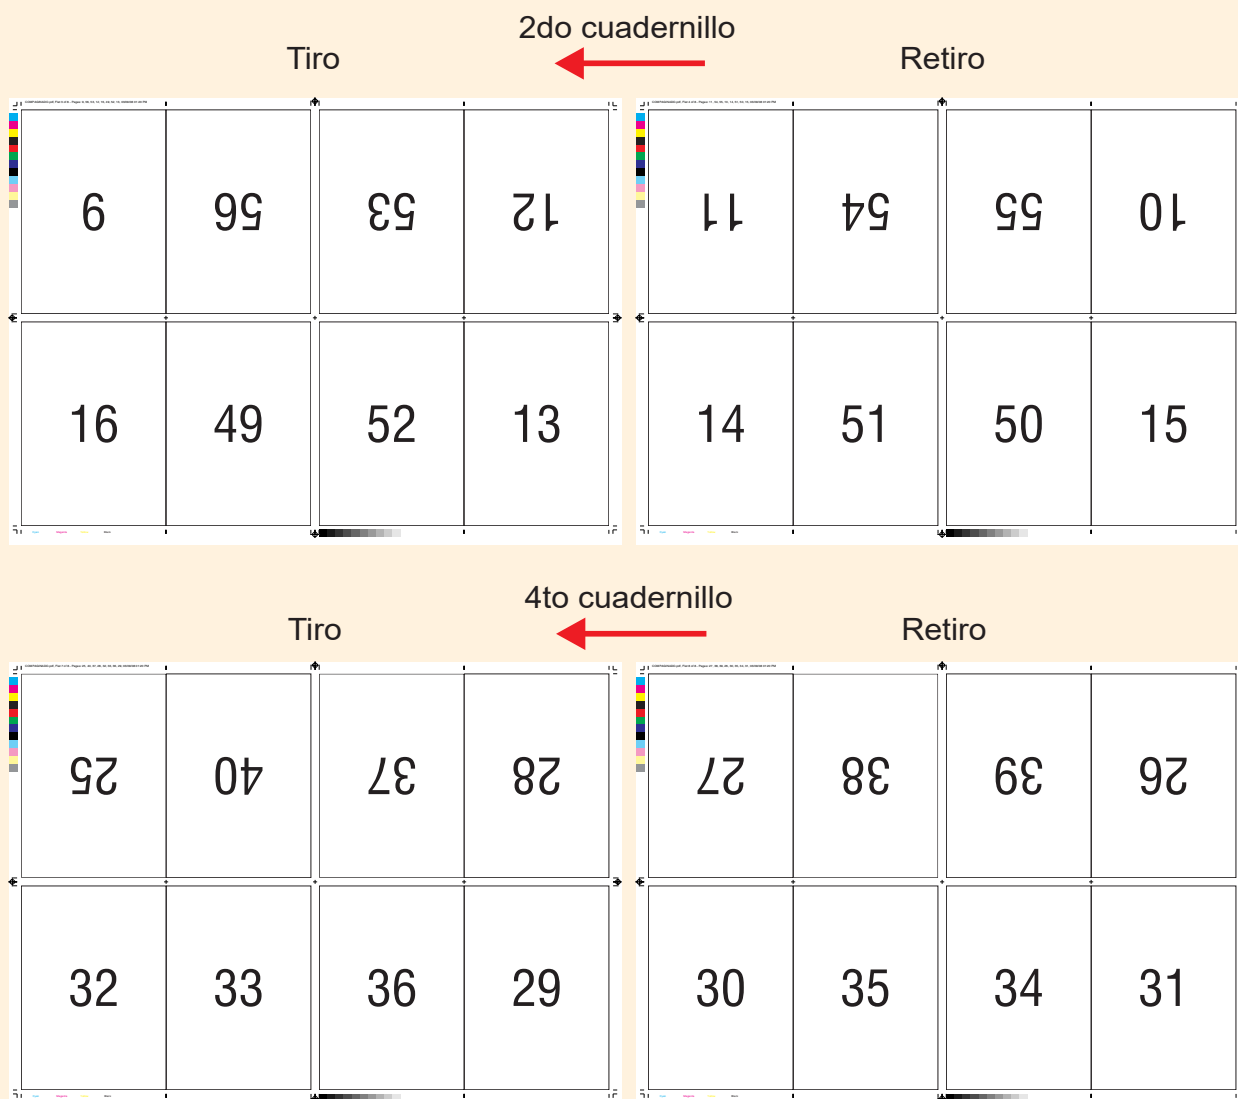 2do cuadernillo
Tiro
Retiro
9 56 53 12
11 54 55 10
16 49 52 13
14 51 50 15
4to cuadernillo
Tiro
Retiro
25 40 37 28
27 38 39 26
32 33 36 29
30 35 34 31